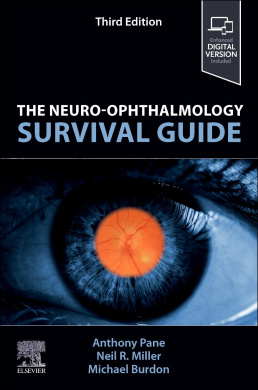 Third Edition
Enhanced
DIGITAL
VERSION
Included
THE NEURO-OPHTHALMOLOGY
SURVIVAL GUIDE
Anthony Pane
Neil R. Miller
Michael Burdon
ELSEVIER